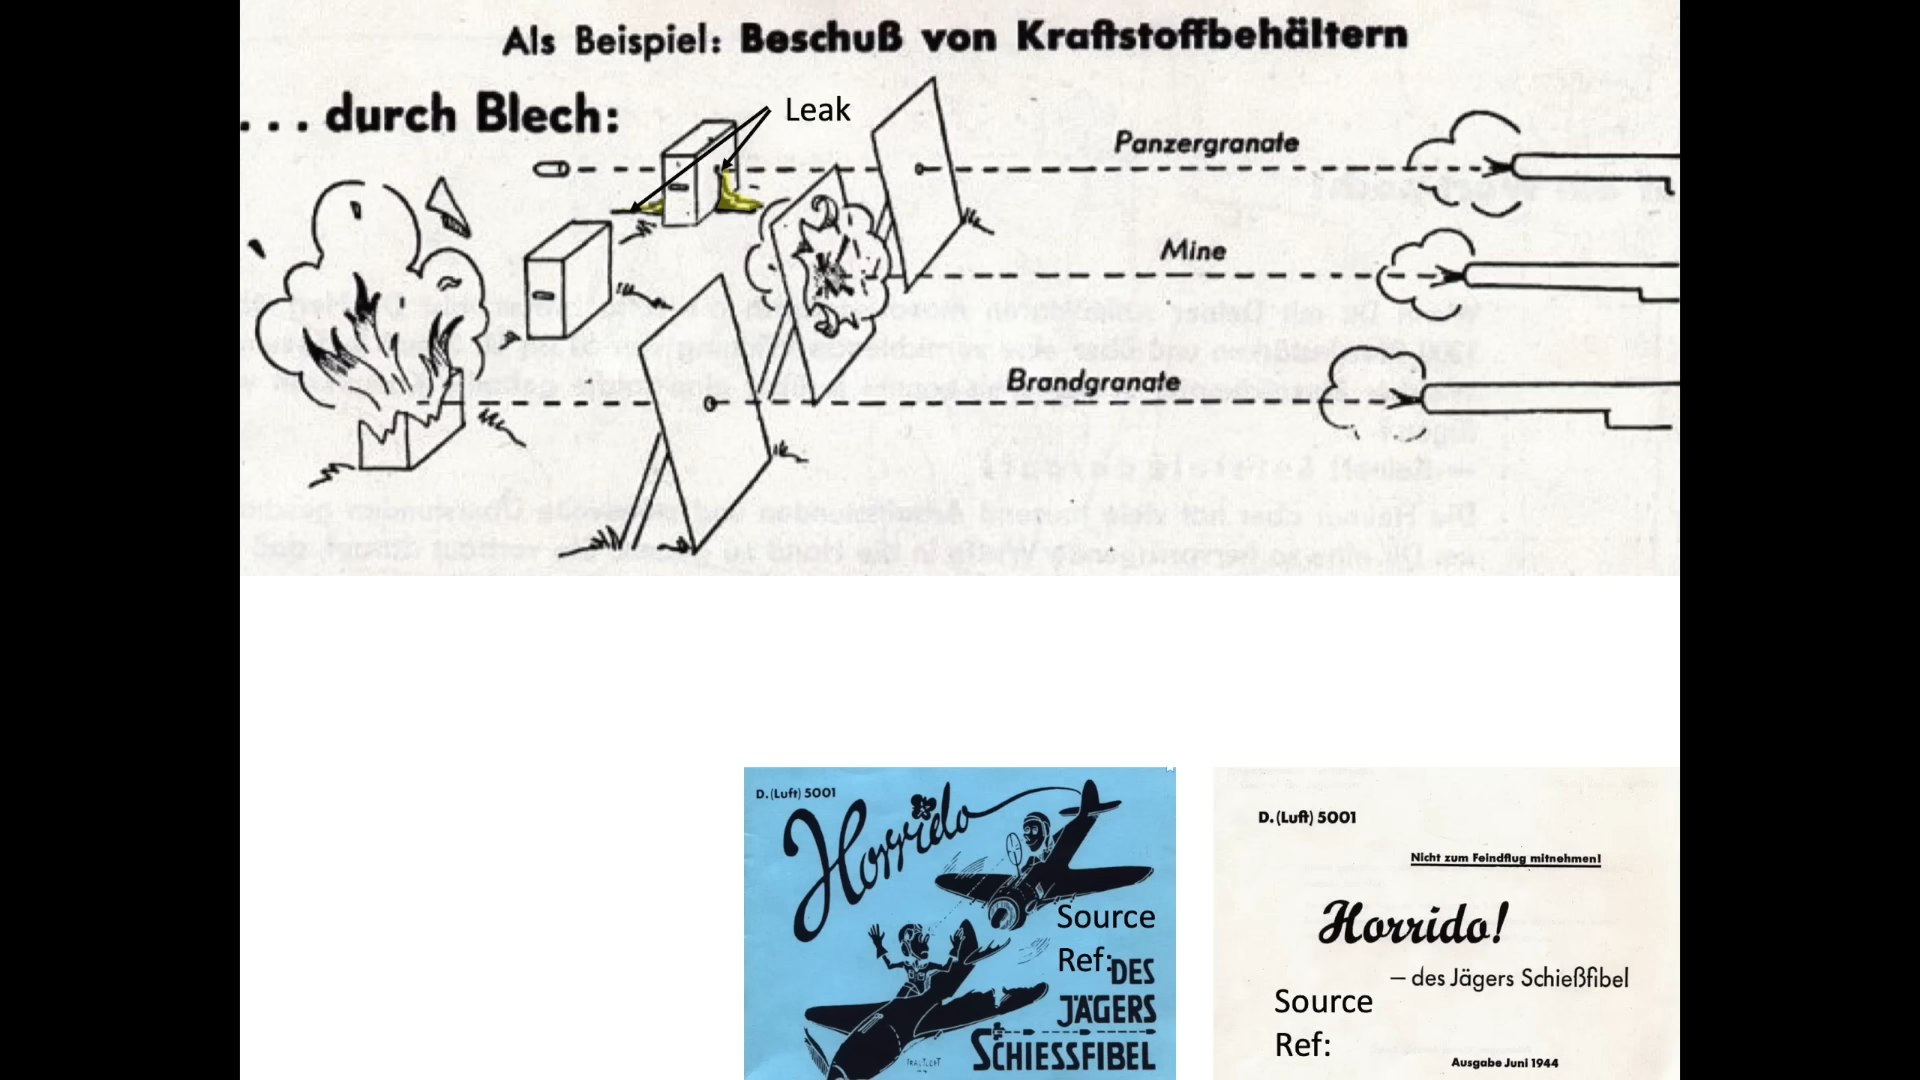 Als Beispiel: Beschuß von Kraftstoffbehältern
... durch Blech:
Leak
Panzergranate
Mine
Brandgranate
D.(Luft) 5001
Horrido
Source
Ref:
DES
JÄGERS
SCHIESSFIBEL
D.(Luft) 5001
Nicht zum Feindflug mitnehmen!
Horrido!
– des Jägers Schießfibel
Source
Ref:
Ausgabe Juni 1944